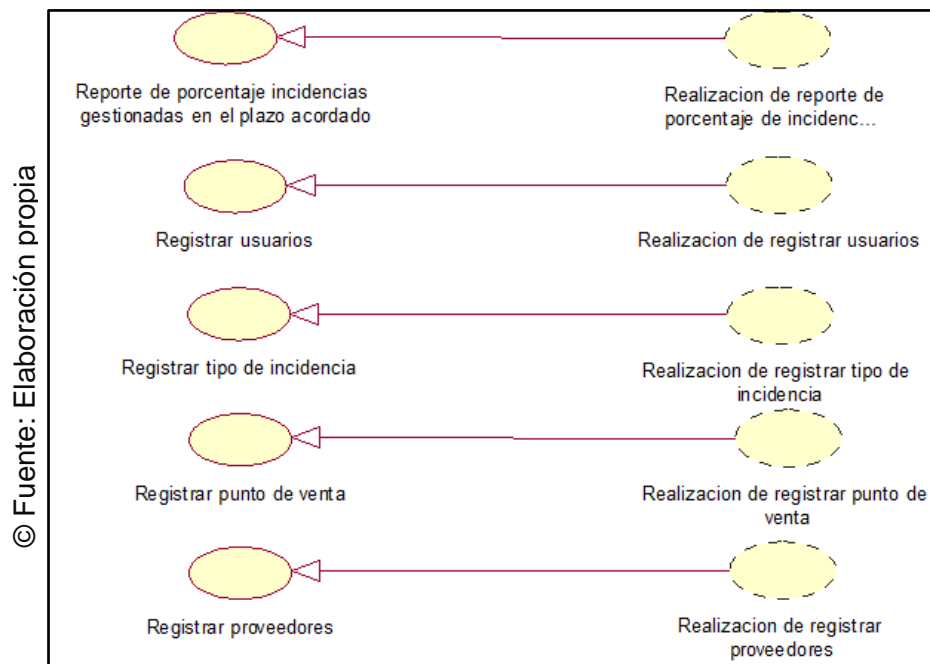 © Fuente: Elaboración propia
Reporte de porcentaje incidencias
gestionadas en el plazo acordado
Realizacion de reporte de
porcentaje de incidenc...
Registrar usuarios
Realizacion de registrar usuarios
Registrar tipo de incidencia
Realizacion de registrar tipo de
incidencia
Registrar punto de venta
Realizacion de registrar punto de
venta
Registrar proveedores
Realizacion de registrar
proveedores